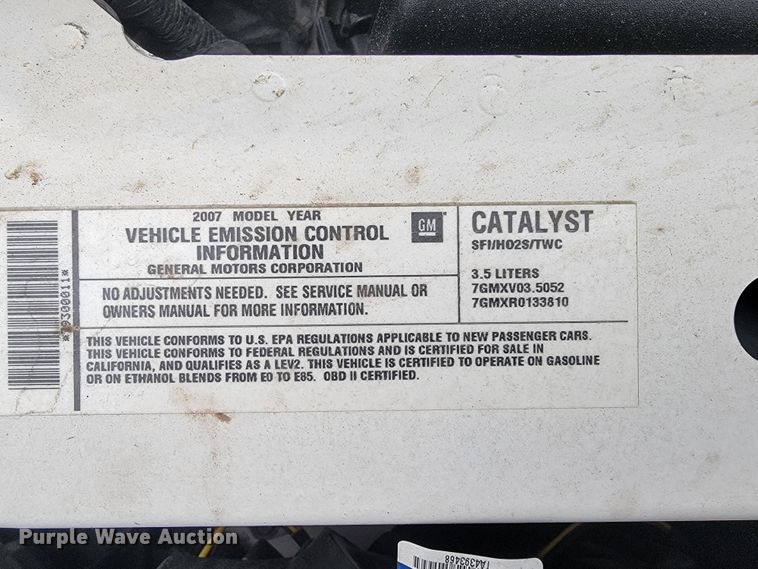 2007 MODEL YEAR
VEHICLE EMISSION CONTROL
INFORMATION
GENERAL MOTORS CORPORATION
GM
CATALYST
SFI/HO2S/TWC
3.5 LITERS
7GMXV03.5052
7GMXR0133810
NO ADJUSTMENTS NEEDED. SEE SERVICE MANUAL OR
OWNERS MANUAL FOR MORE INFORMATION.
THIS VEHICLE CONFORMS TO U.S. EPA REGULATIONS APPLICABLE TO NEW PASSENGER CARS.
THIS VEHICLE CONFORMS TO FEDERAL REGULATIONS AND IS CERTIFIED FOR SALE IN
CALIFORNIA, AND QUALIFIES AS A LEV2. THIS VEHICLE IS CERTIFIED TO OPERATE ON GASOLINE
OR ON ETHANOL BLENDS FROM E0 TO E85. OBD II CERTIFIED.
*19300011*
Purple Wave Auction
1A4393468